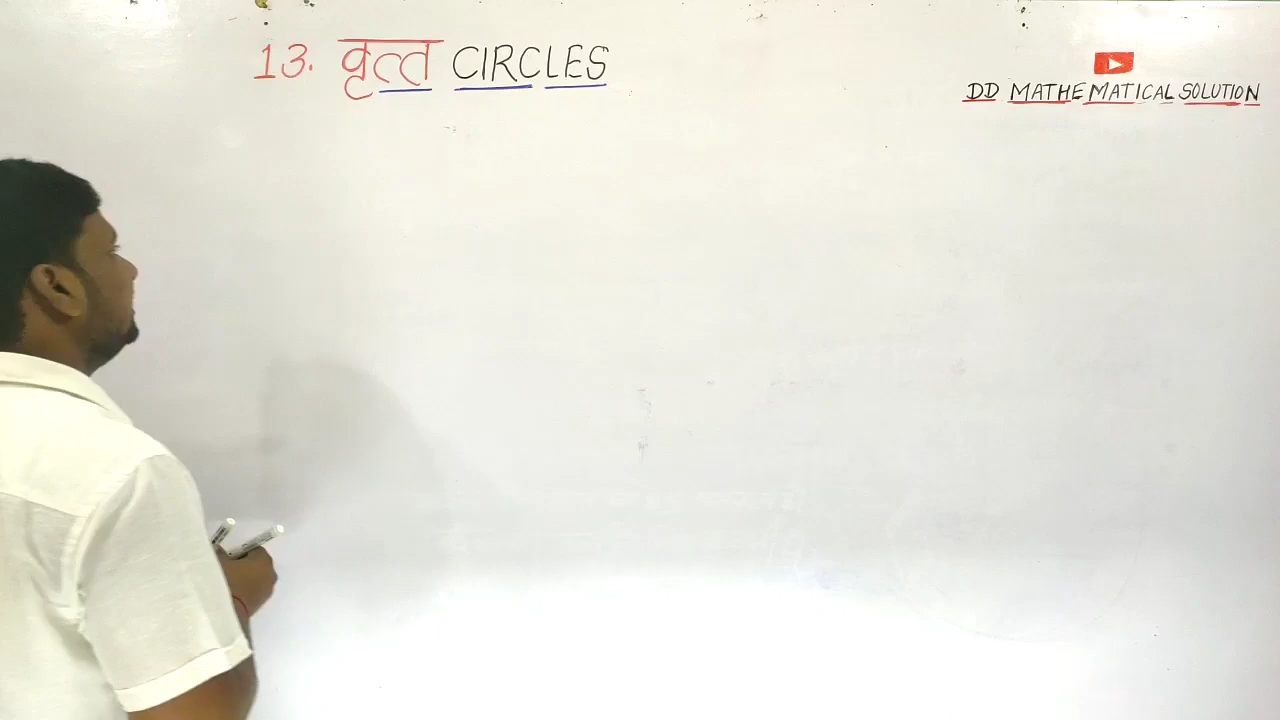 13. वृत्त CIRCLES
DD MATHEMATICAL SOLUTION